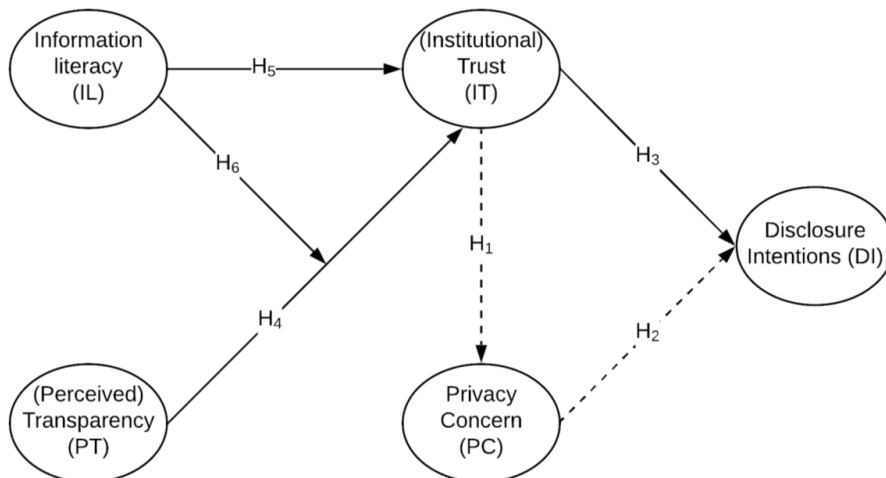 Information
literacy
(IL)
H₅
(Institutional)
Trust
(IT)
H₆
H₃
H₁
Disclosure
Intentions (DI)
H₄
H₂
(Perceived)
Transparency
(PT)
Privacy
Concern
(PC)